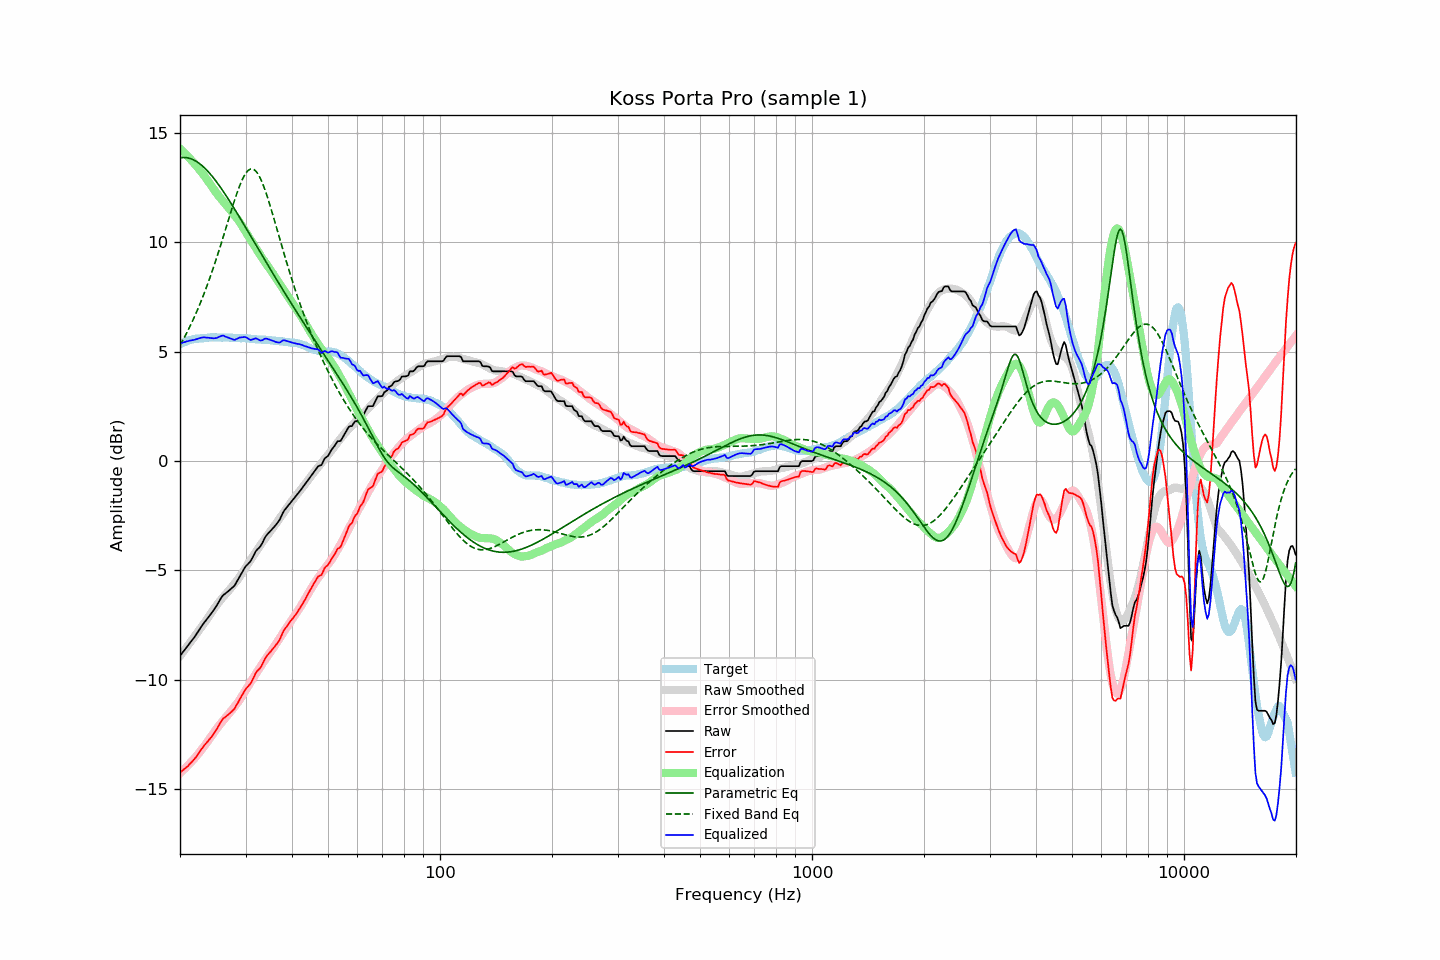 Koss Porta Pro (sample 1)
15
10
5
0
−5
−10
−15
Amplitude (dBr)
100
1000
10000
Frequency (Hz)
Target
Raw Smoothed
Error Smoothed
Raw
Error
Equalization
Parametric Eq
Fixed Band Eq
Equalized